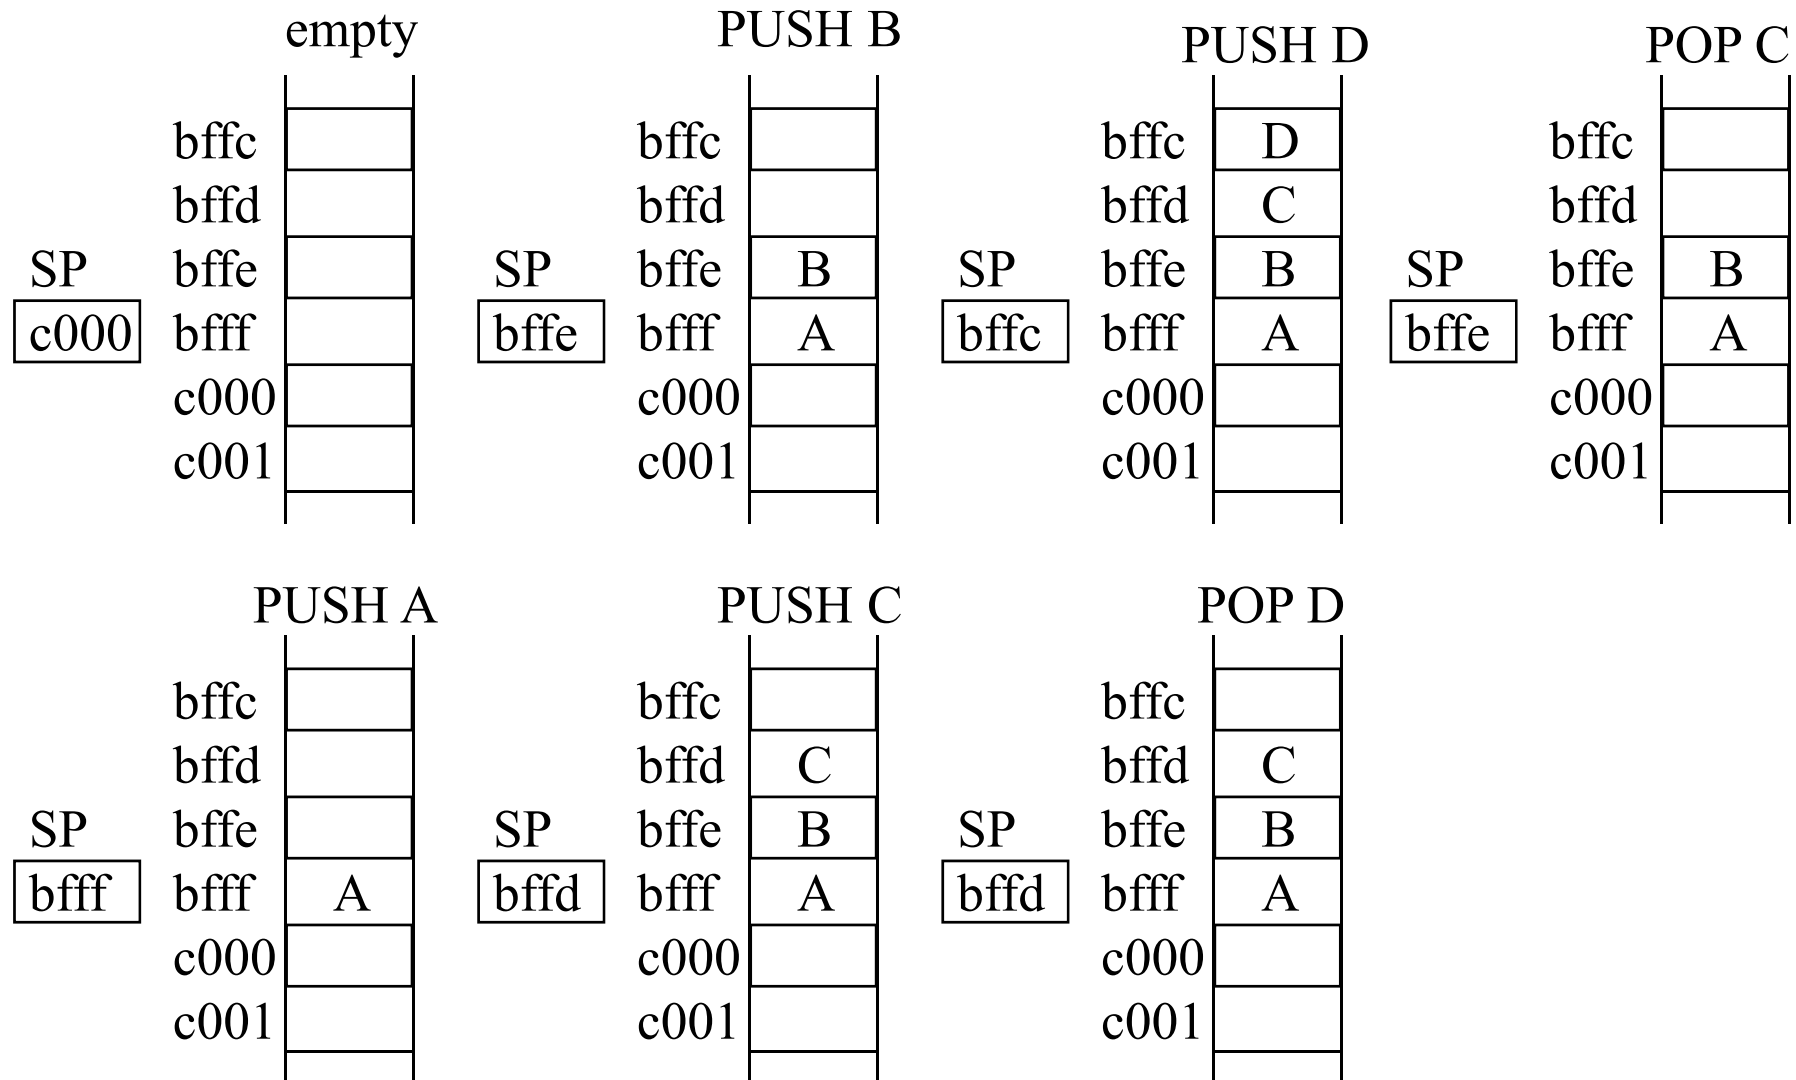 empty
bffc
bffd
SP bffe
c000 bfff
c000
c001
PUSH B
bffc
bffd
SP bffe B
bffe bfff A
c000
c001
PUSH D
bffc D
bffd C
SP bffe B
bffc bfff A
c000
c001
POP C
bffc
bffd
SP bffe B
bffe bfff A
c000
c001
PUSH A
bffc
bffd
SP bffe
bfff bfff A
c000
c001
PUSH C
bffc
bffd C
SP bffe B
bffd bfff A
c000
c001
POP D
bffc
bffd C
SP bffe B
bffd bfff A
c000
c001